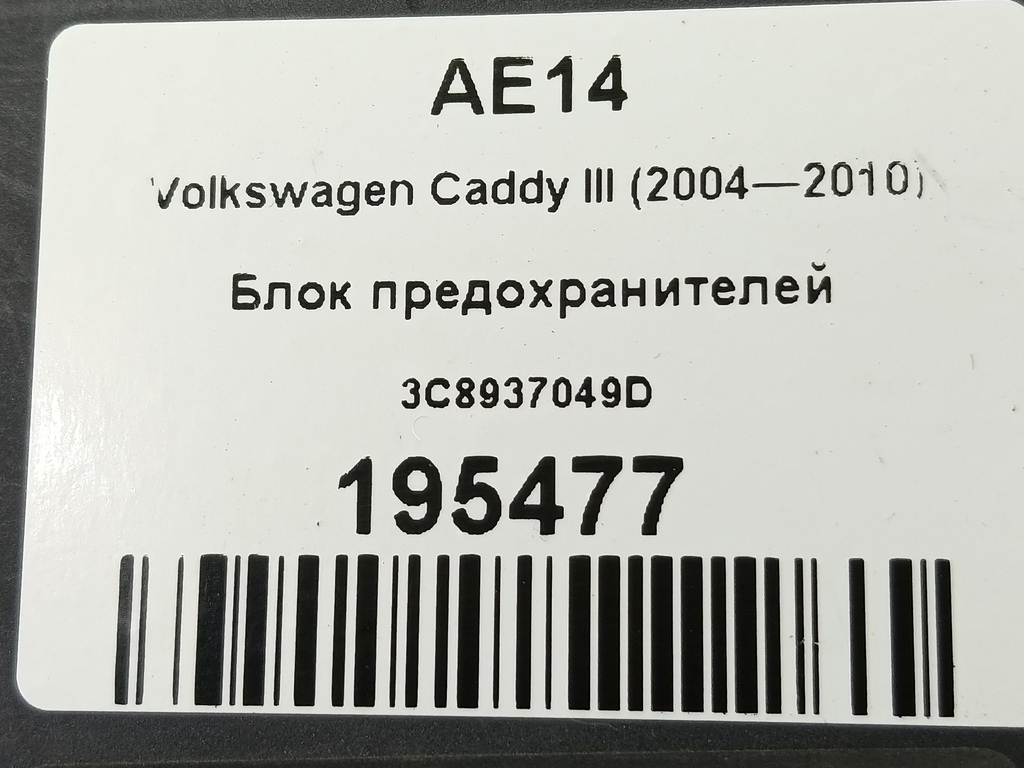 AE14
Volkswagen Caddy III (2004—2010)
Блок предохранителей
3C8937049D
195477